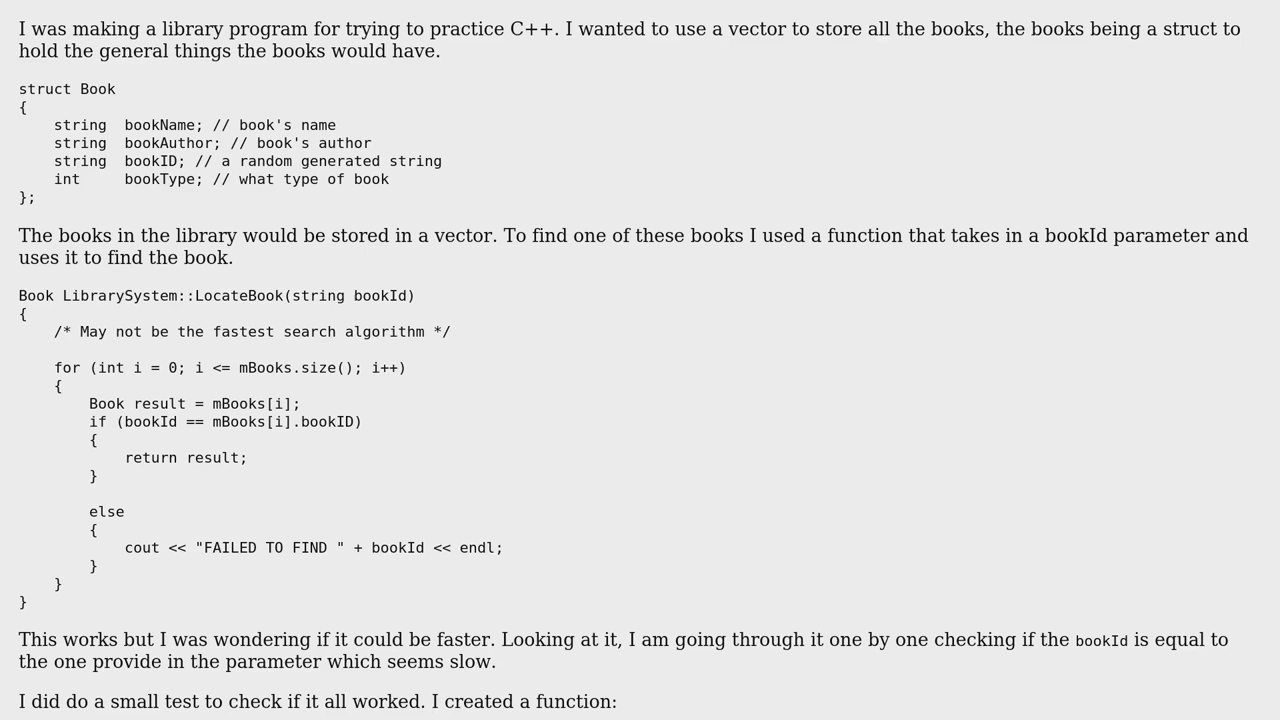 I was making a library program for trying to practice C++. I wanted to use a vector to store all the books, the books being a struct to
hold the general things the books would have.
struct Book
{
    string  bookName; // book's name
    string  bookAuthor; // book's author
    string  bookID; // a random generated string
    int     bookType; // what type of book
};
The books in the library would be stored in a vector. To find one of these books I used a function that takes in a bookId parameter and
uses it to find the book.
Book LibrarySystem::LocateBook(string bookId)
{
    /* May not be the fastest search algorithm */
    for (int i = 0; i <= mBooks.size(); i++)
    {
        Book result = mBooks[i];
        if (bookId == mBooks[i].bookID)
        {
            return result;
        }
        else
        {
            cout << "FAILED TO FIND " + bookId << endl;
        }
    }
}
This works but I was wondering if it could be faster. Looking at it, I am going through it one by one checking if the bookId is equal to
the one provide in the parameter which seems slow.
I did do a small test to check if it all worked. I created a function: